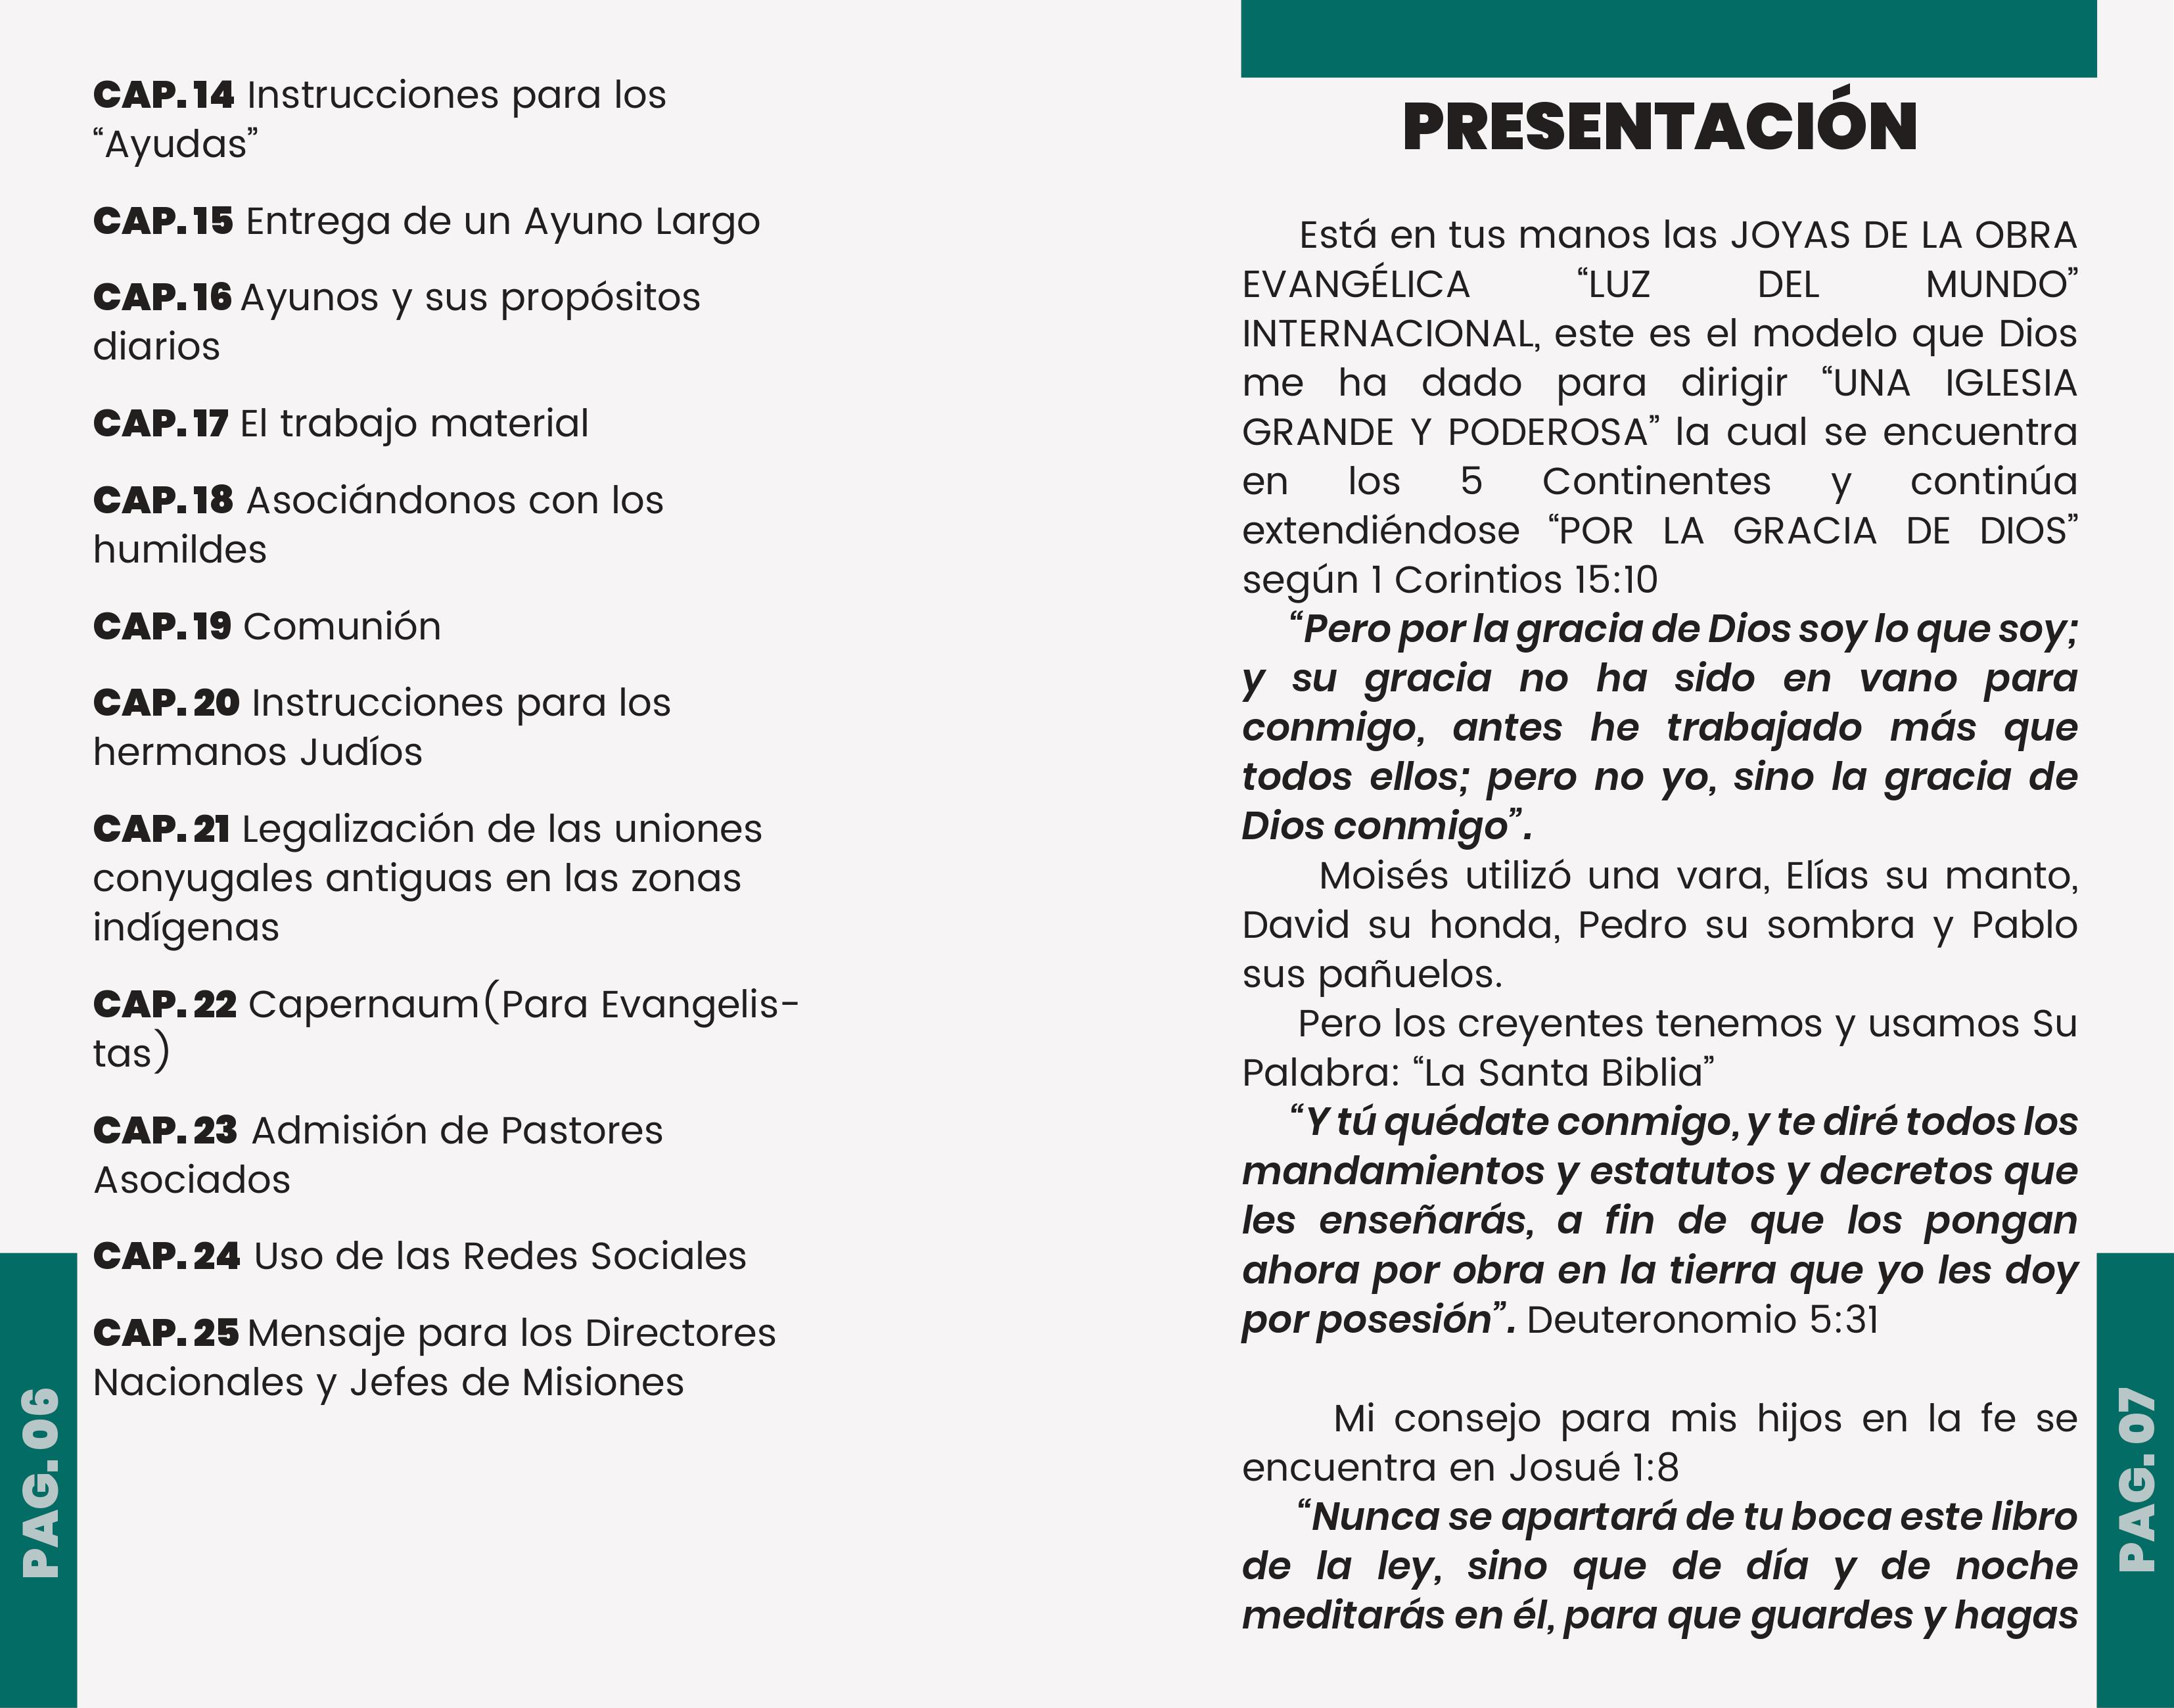 CAP. 14 Instrucciones para los
“Ayudas”
CAP. 15 Entrega de un Ayuno Largo
CAP. 16 Ayunos y sus propósitos
diarios
CAP. 17 El trabajo material
CAP. 18 Asociándonos con los
humildes
CAP. 19 Comunión
CAP. 20 Instrucciones para los
hermanos Judíos
CAP. 21 Legalización de las uniones
conyugales antiguas en las zonas
indígenas
CAP. 22 Capernaum(Para Evangelis-
tas)
CAP. 23 Admisión de Pastores
Asociados
CAP. 24 Uso de las Redes Sociales
CAP. 25 Mensaje para los Directores
Nacionales y Jefes de Misiones
PAG. 06
PRESENTACIÓN
Está en tus manos las JOYAS DE LA OBRA
EVANGÉLICA “LUZ DEL MUNDO”
INTERNACIONAL, este es el modelo que Dios
me ha dado para dirigir “UNA IGLESIA
GRANDE Y PODEROSA” la cual se encuentra
en los 5 Continentes y continúa
extendiéndose “POR LA GRACIA DE DIOS”
según 1 Corintios 15:10
“Pero por la gracia de Dios soy lo que soy;
y su gracia no ha sido en vano para
conmigo, antes he trabajado más que
todos ellos; pero no yo, sino la gracia de
Dios conmigo”.
Moisés utilizó una vara, Elías su manto,
David su honda, Pedro su sombra y Pablo
sus pañuelos.
Pero los creyentes tenemos y usamos Su
Palabra: “La Santa Biblia”
“Y tú quédate conmigo, y te diré todos los
mandamientos y estatutos y decretos que
les enseñarás, a fin de que los pongan
ahora por obra en la tierra que yo les doy
por posesión”. Deuteronomio 5:31
Mi consejo para mis hijos en la fe se
encuentra en Josué 1:8
“Nunca se apartará de tu boca este libro
de la ley, sino que de día y de noche
meditarás en él, para que guardes y hagas
PAG. 07